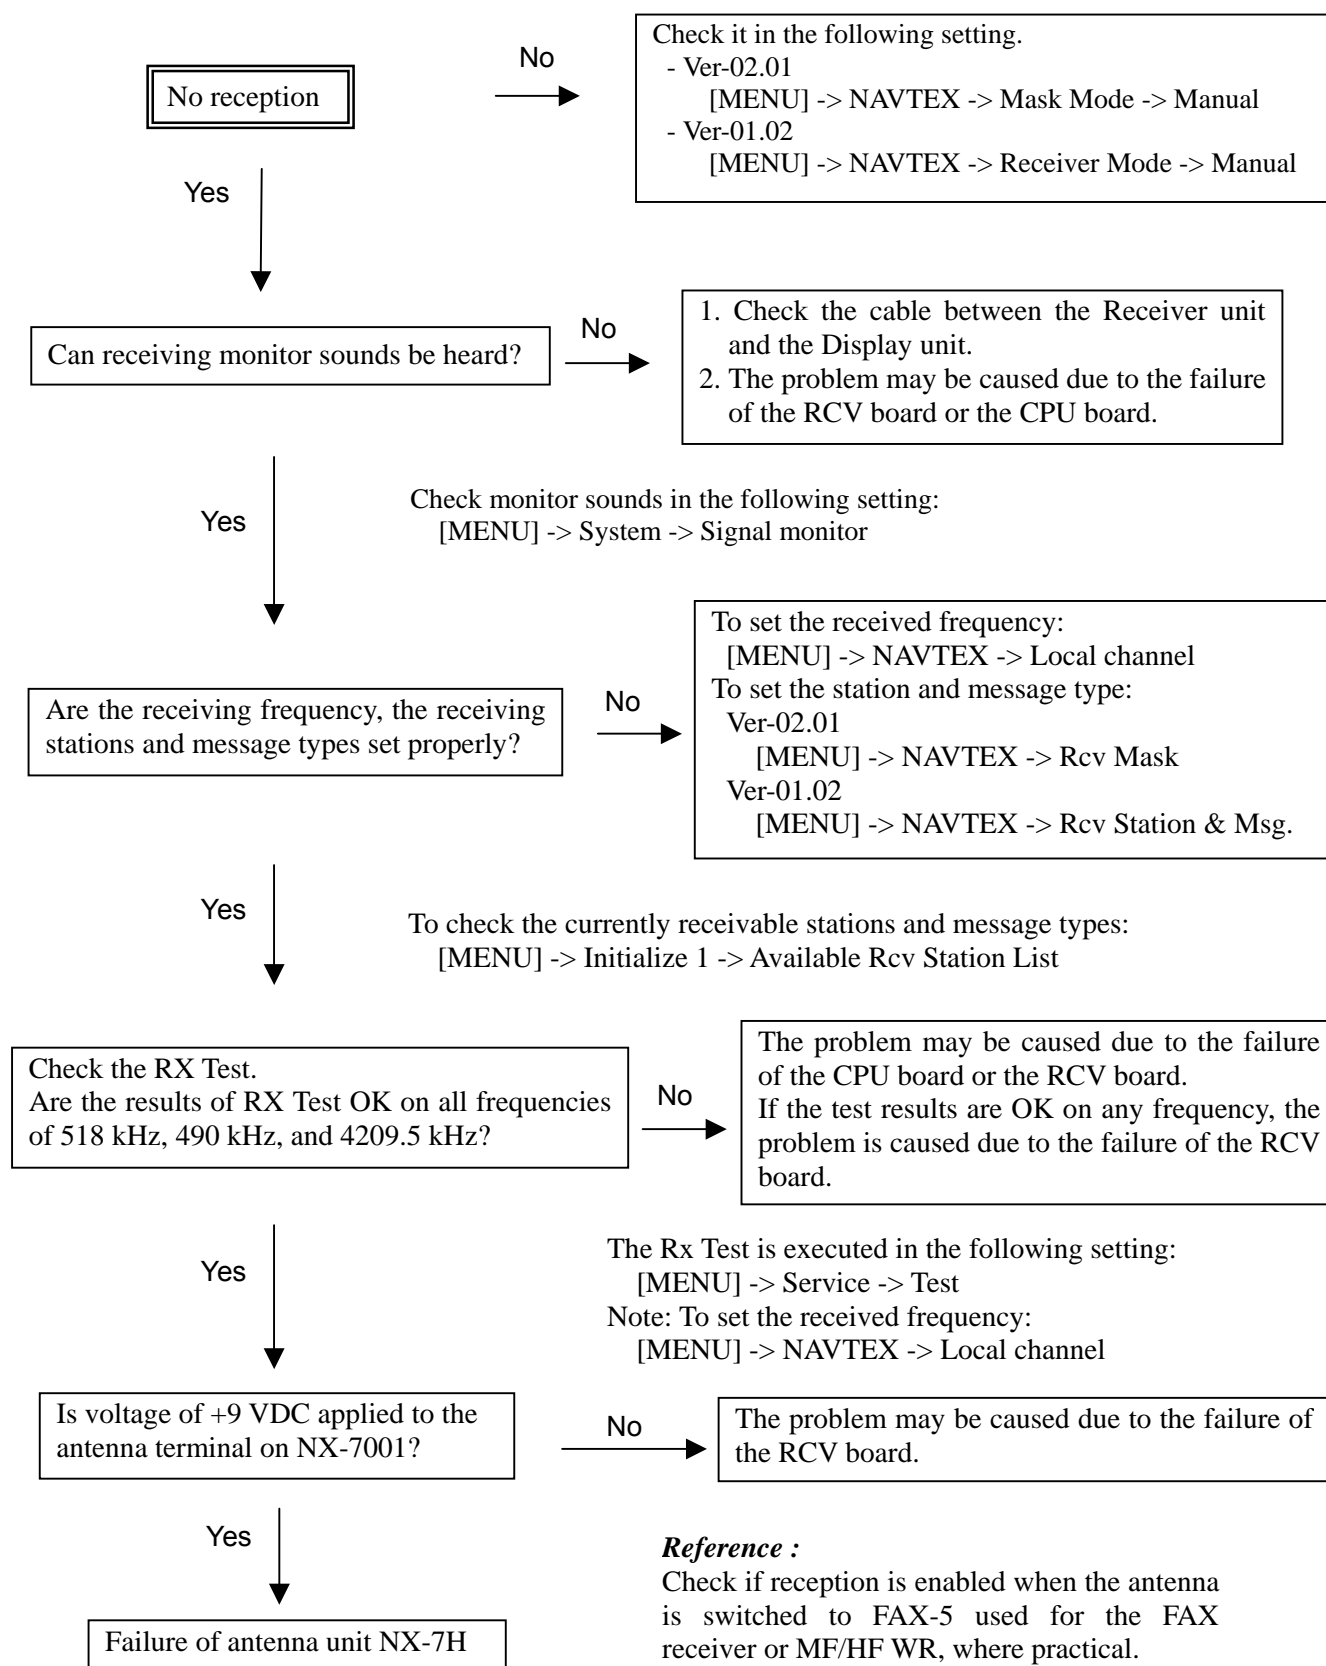 No reception
No
Check it in the following setting.
- Ver-02.01
[MENU] -> NAVTEX -> Mask Mode -> Manual
- Ver-01.02
[MENU] -> NAVTEX -> Receiver Mode -> Manual
Yes
Can receiving monitor sounds be heard?
No
1. Check the cable between the Receiver unit
and the Display unit.
2. The problem may be caused due to the failure
of the RCV board or the CPU board.
Yes
Check monitor sounds in the following setting:
[MENU] -> System -> Signal monitor
Are the receiving frequency, the receiving
stations and message types set properly?
No
To set the received frequency:
[MENU] -> NAVTEX -> Local channel
To set the station and message type:
Ver-02.01
[MENU] -> NAVTEX -> Rcv Mask
Ver-01.02
[MENU] -> NAVTEX -> Rcv Station & Msg.
Yes
To check the currently receivable stations and message types:
[MENU] -> Initialize 1 -> Available Rcv Station List
Check the RX Test.
Are the results of RX Test OK on all frequencies
of 518 kHz, 490 kHz, and 4209.5 kHz?
No
The problem may be caused due to the failure
of the CPU board or the RCV board.
If the test results are OK on any frequency, the
problem is caused due to the failure of the RCV
board.
Yes
The Rx Test is executed in the following setting:
[MENU] -> Service -> Test
Note: To set the received frequency:
[MENU] -> NAVTEX -> Local channel
Is voltage of +9 VDC applied to the
antenna terminal on NX-7001?
No
The problem may be caused due to the failure of
the RCV board.
Yes
Failure of antenna unit NX-7H
Reference :
Check if reception is enabled when the antenna
is switched to FAX-5 used for the FAX
receiver or MF/HF WR, where practical.